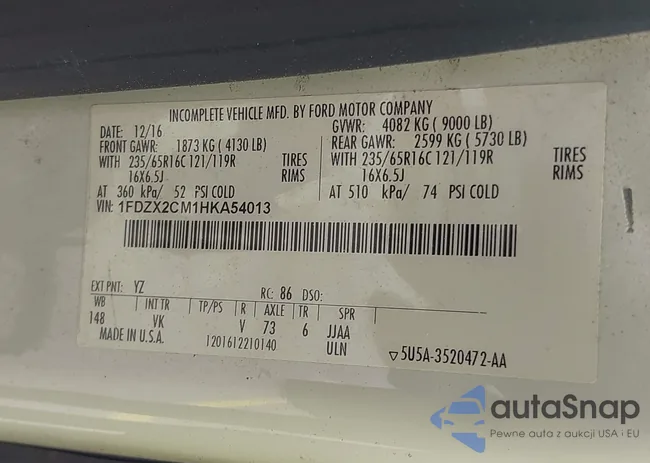 INCOMPLETE VEHICLE MFD. BY FORD MOTOR COMPANY
DATE: 12/16 GVWR: 4082 KG ( 9000 LB)
FRONT GAWR: 1873 KG ( 4130 LB) REAR GAWR: 2599 KG ( 5730 LB)
WITH 235/65R16C 121/119R TIRES WITH 235/65R16C 121/119R TIRES
16X6.5J RIMS 16X6.5J RIMS
AT 360 kPa/ 52 PSI COLD AT 510 kPa/ 74 PSI COLD
VIN: 1FDZX2CM1HKA54013
EXT PNT: YZ RC: 86 DSO:
WB INT TR TP/PS R AXLE TR SPR
148 VK V 73 6 JJAA
MADE IN U.S.A. 1201612210140 ULN ▽5U5A-3520472-AA
autaSnap
Pewne auta z aukcji USA i EU